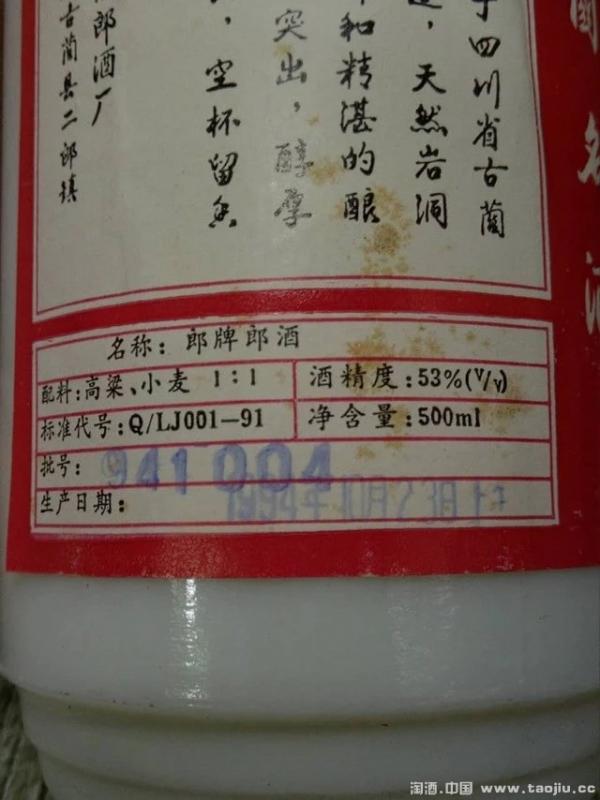 名酒
四川省古蔺
，天然岩洞
和精湛的酿
突出，醇厚
，空杯留香
郎酒厂
古蔺县二郎镇
名称：郎牌郎酒
配料：高粱、小麦 1：1
酒精度：53%(V/V)
标准代号：Q/LJ001—91
净含量：500ml
批号：941004
生产日期：1994年10月23日
淘酒.中国 www.taojiu.cc